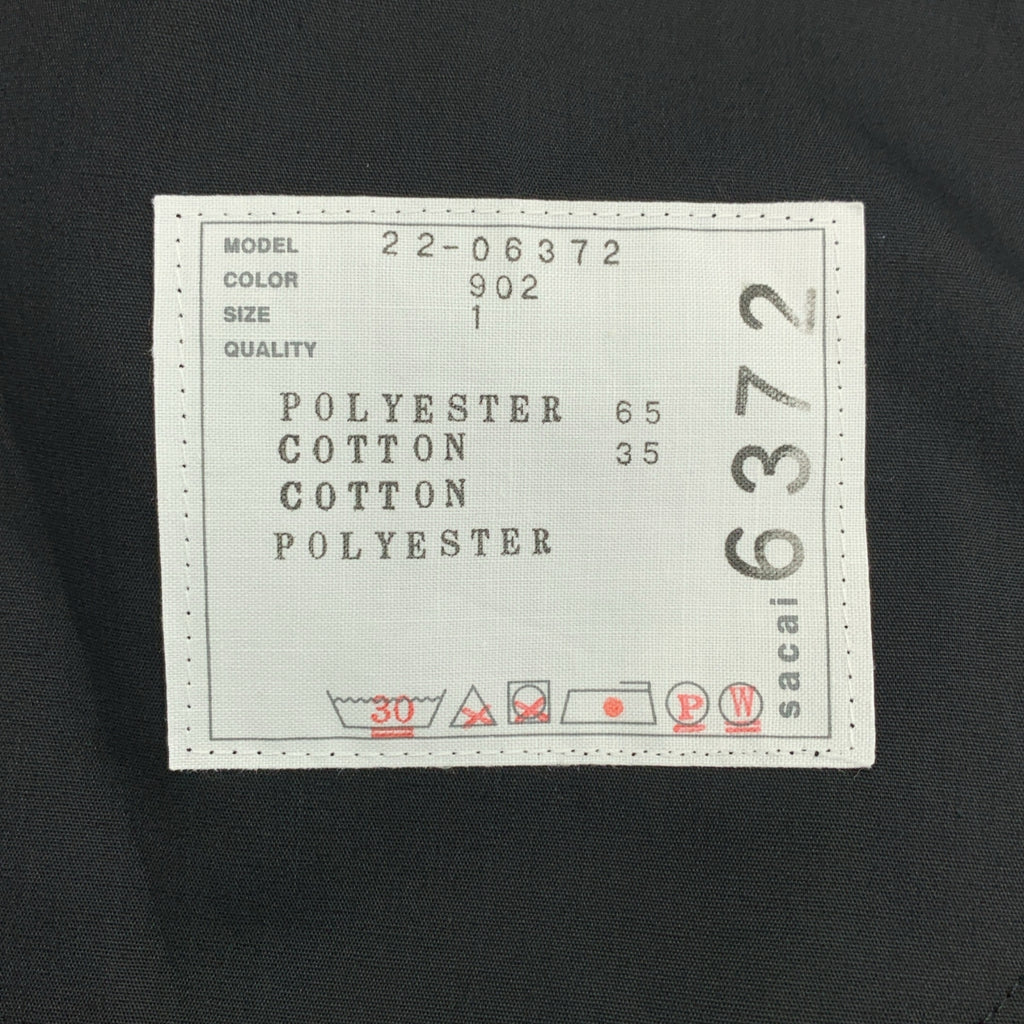 MODEL 22-06372
COLOR 902
SIZE 1
QUALITY
POLYESTER 65
COTTON 35
COTTON
POLYESTER
30
P
W
sacai 6372